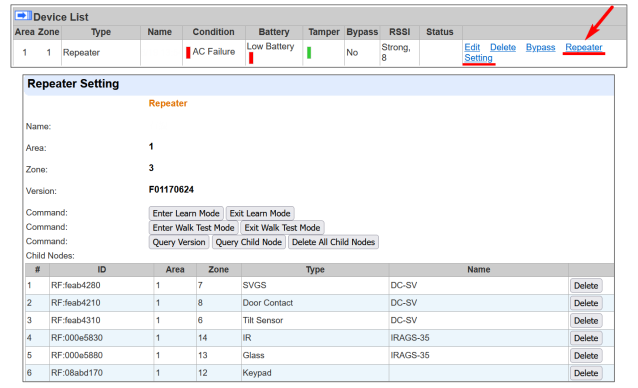 Device List
Area Zone Type Name Condition Battery Tamper Bypass RSSI Status
1 1 Repeater AC Failure Low Battery No Strong, 8 Edit Delete Bypass Repeater Setting
Repeater Setting
Repeater
Name:
Area: 1
Zone: 3
Version: F01170624
Command: Enter Learn Mode Exit Learn Mode
Command: Enter Walk Test Mode Exit Walk Test Mode
Command: Query Version Query Child Node Delete All Child Nodes
Child Nodes:
# ID Area Zone Type Name
1 RF:feab4280 1 7 SVGS DC-SV Delete
2 RF:feab4210 1 8 Door Contact DC-SV Delete
3 RF:feab4310 1 6 Tilt Sensor DC-SV Delete
4 RF:000e5830 1 14 IR IRAGS-35 Delete
5 RF:000e5880 1 13 Glass IRAGS-35 Delete
6 RF:08abd170 1 12 Keypad Delete